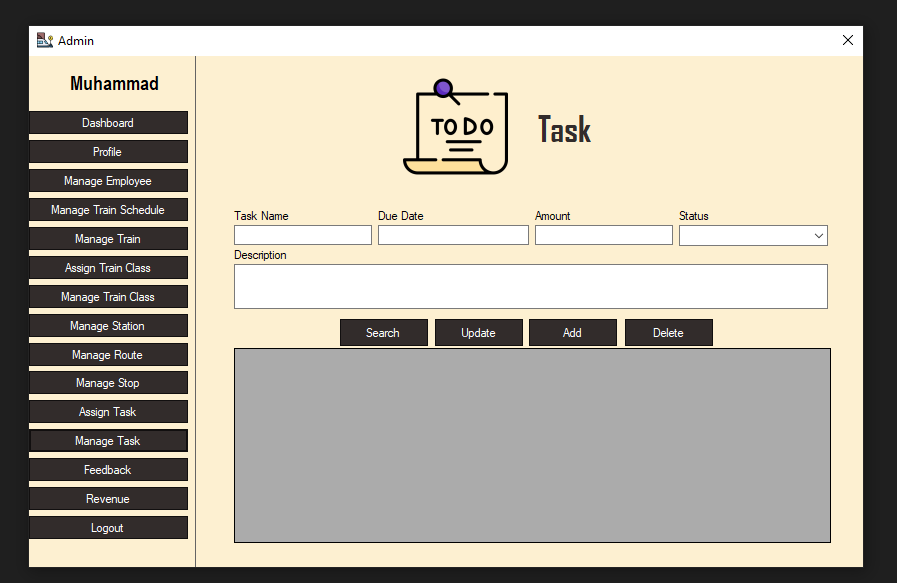 Admin
Muhammad
Dashboard
Profile
Manage Employee
Manage Train Schedule
Manage Train
Assign Train Class
Manage Train Class
Manage Station
Manage Route
Manage Stop
Assign Task
Manage Task
Feedback
Revenue
Logout
TO DO
Task
Task Name Due Date Amount Status
Description
Search Update Add Delete